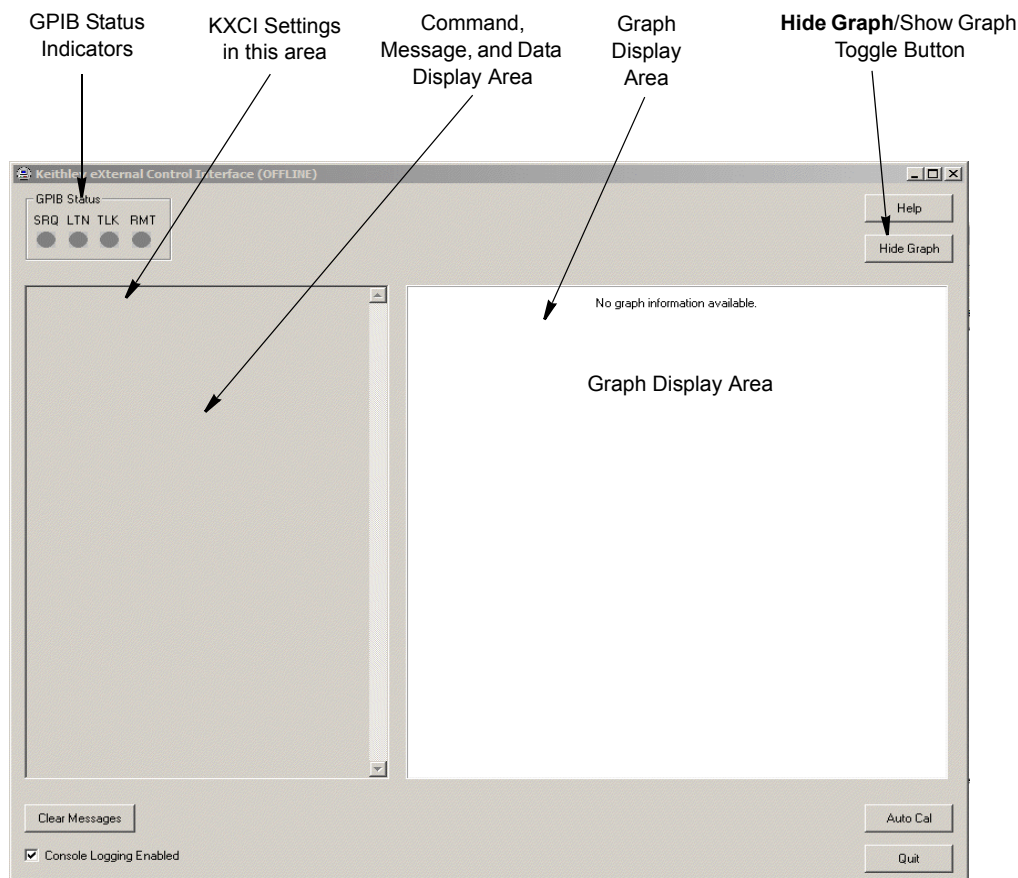 GPIB Status
Indicators
KXCI Settings
in this area
Command,
Message, and Data
Display Area
Graph
Display
Area
Hide Graph/Show Graph
Toggle Button
Keithley eXternal Control Interface (OFFLINE)
GPIB Status
SRQ LTN TLK RMT
Help
Hide Graph
No graph information available.
Graph Display Area
Clear Messages
Auto Cal
Console Logging Enabled
Quit